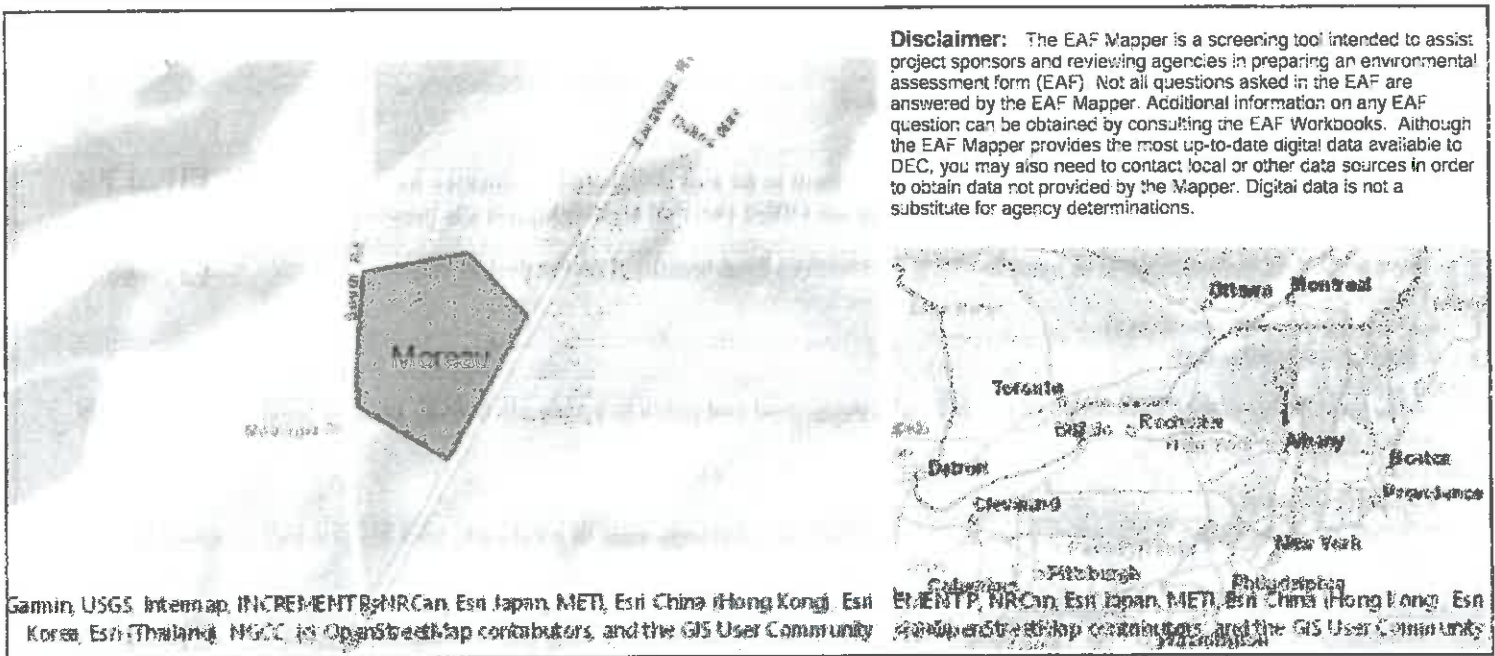 Disclaimer: The EAF Mapper is a screening tool intended to assist
project sponsors and reviewing agencies in preparing an environmental
assessment form (EAF). Not all questions asked in the EAF are
answered by the EAF Mapper. Additional information on any EAF
question can be obtained by consulting the EAF Workbooks. Although
the EAF Mapper provides the most up-to-date digital data available to
DEC, you may also need to contact local or other data sources in order
to obtain data not provided by the Mapper. Digital data is not a
substitute for agency determinations.
Moreau
Ottawa Montreal
Toronto
Rochester
Buffalo
Albany
Detroit
Boston
Cleveland
Providence
New York
Pittsburgh
Philadelphia
Columbus
Washington
Garmin, USGS, Intermap, INCREMENT P, NRCan, Esri Japan, METI, Esri China (Hong Kong), Esri
Korea, Esri (Thailand), NGCC, (c) OpenStreetMap contributors, and the GIS User Community
EMENT P, NRCan, Esri Japan, METI, Esri China (Hong Kong), Esri
OpenStreetMap contributors, and the GIS User Community